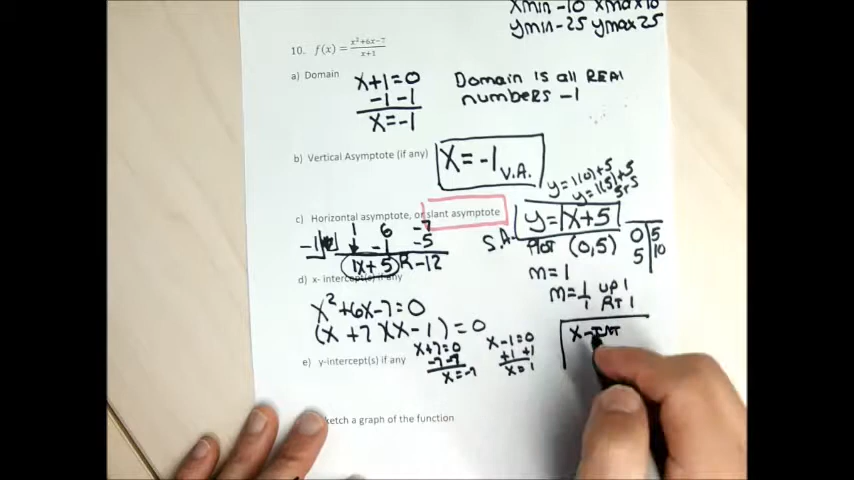 xmin -10 xmax 10
ymin -25 ymax 25
10. f(x) = x²+6x-7 / x+1
a) Domain
x+1=0
-1 -1
x=-1
Domain is all REAl
numbers -1
b) Vertical Asymptote (if any)
x=-1 V.A.
y=1(0)+5
y=1(5)+5
5+5
c) Horizontal asymptote, or slant asymptote
S.A. y=1x+5
-1 1 6 -7
-1 -5
1x+5 R-12
Plot (0,5)
0 5
5 10
m=1
m=1/1 up 1
RT 1
d) x- intercept(s) if any
x²+6x-7=0
(x+7)(x-1)=0
x+7=0
-7 -7
x=-7
x-1=0
+1 +1
x=1
x-INT
e) y-intercept(s) if any
ketch a graph of the function